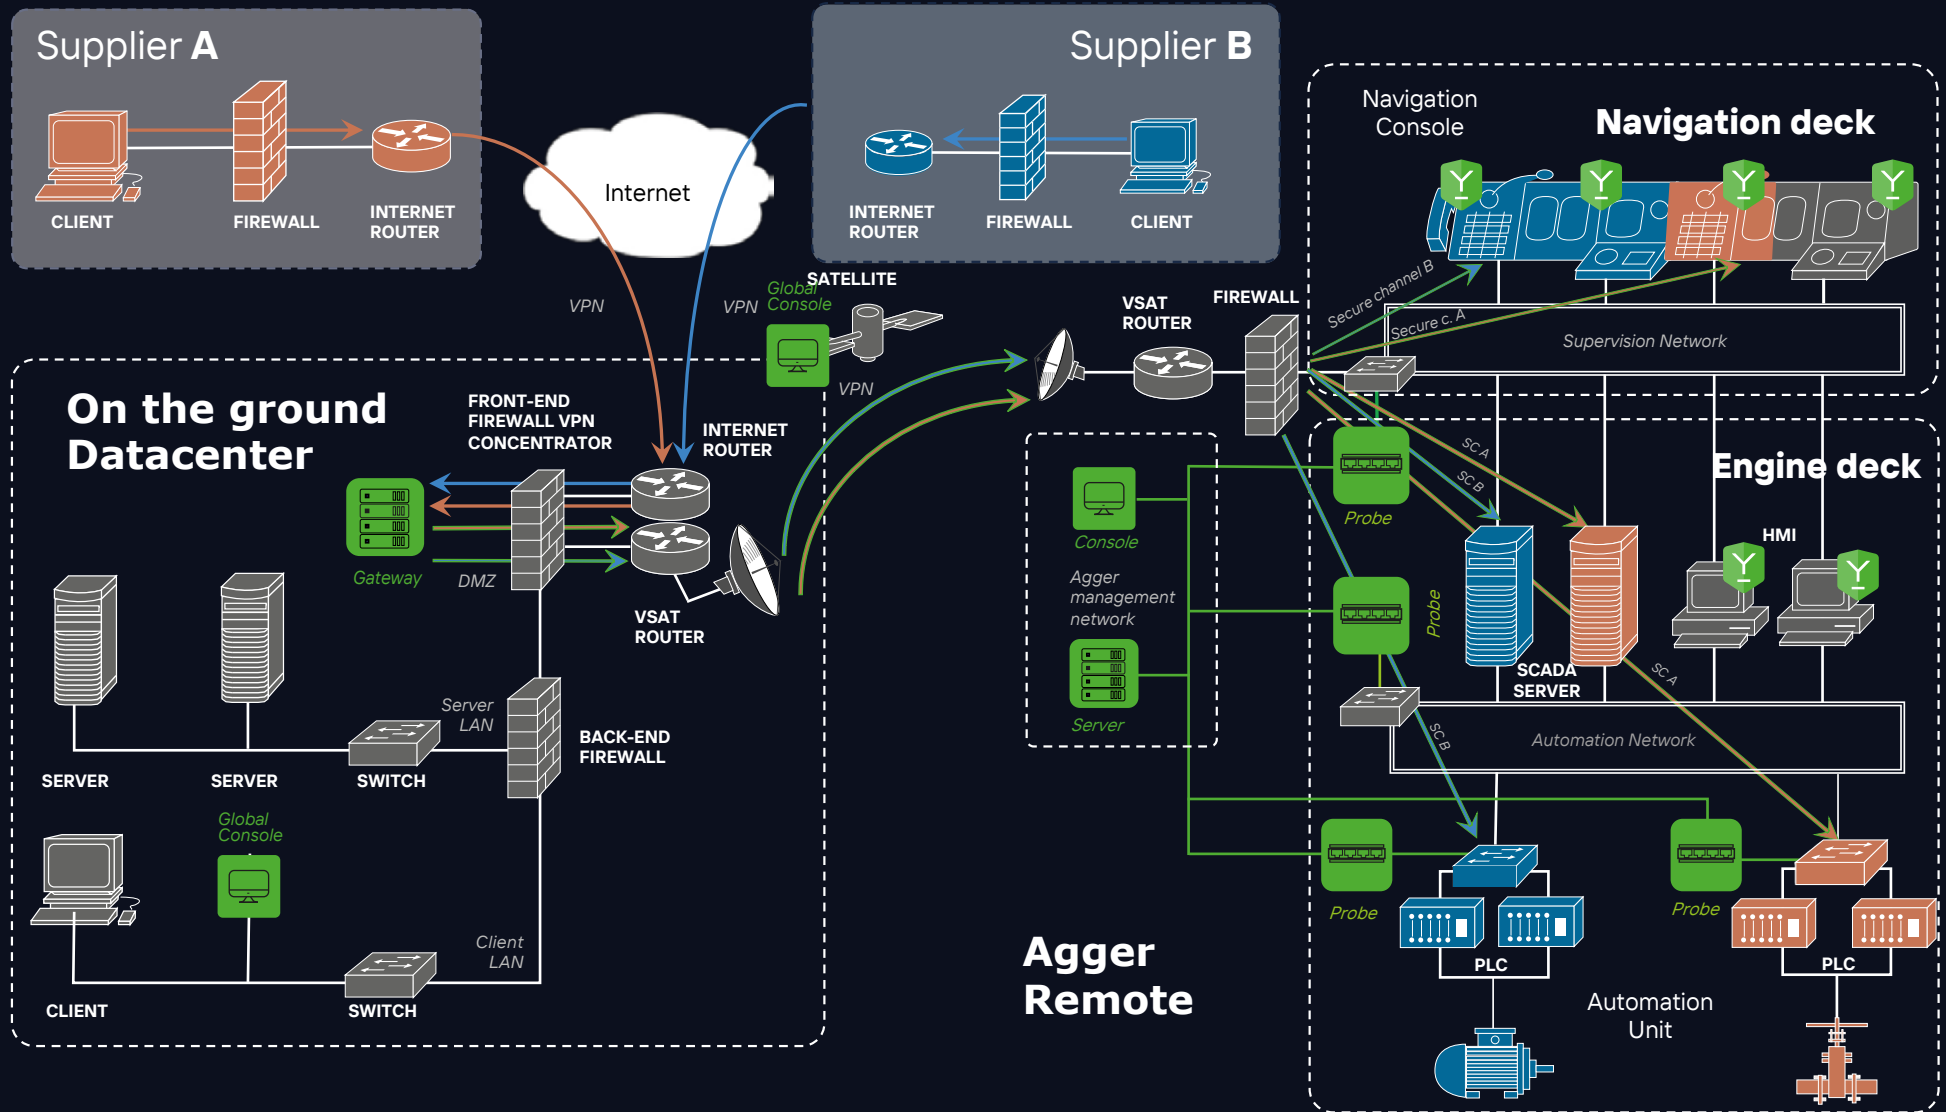 Supplier A
CLIENT
FIREWALL
INTERNET
ROUTER
Internet
Supplier B
INTERNET
ROUTER
FIREWALL
CLIENT
VPN
VPN
Global
Console
SATELLITE
VPN
VSAT
ROUTER
FIREWALL
Navigation
Console
Navigation deck
Secure channel B
Secure c. A
Supervision Network
On the ground
Datacenter
FRONT-END
FIREWALL VPN
CONCENTRATOR
INTERNET
ROUTER
Gateway
DMZ
VSAT
ROUTER
Server
LAN
BACK-END
FIREWALL
SERVER
SERVER
SWITCH
Global
Console
Client
LAN
CLIENT
SWITCH
Console
Agger
management
network
Server
Agger
Remote
Engine deck
SC A
SC B
Probe
HMI
Probe
SCADA
SERVER
SC A
SC B
Automation Network
Probe
Probe
PLC
PLC
Automation
Unit